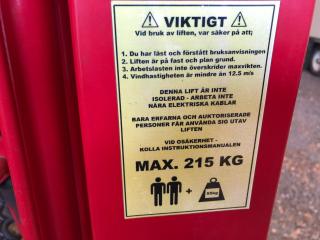 VIKTIGT
Vid bruk av liften, var säker på att;
1. Du har läst och förstått bruksanvisningen
2. Liften är på fast och plan grund.
3. Arbetslasten inte överskrider maxvikten.
4. Vindhastigheten är mindre än 12.5 m/s
DENNA LIFT ÄR INTE
ISOLERAD - ARBETA INTE
NÄRA ELEKTRISKA KABLAR
BARA ERFARNA OCH AUKTORISERADE
PERSONER FÅR ANVÄNDA SIG UTAV
LIFTEN
VID OSÄKERHET -
KOLLA INSTRUKTIONSMANUALEN
MAX. 215 KG
+ 55kg